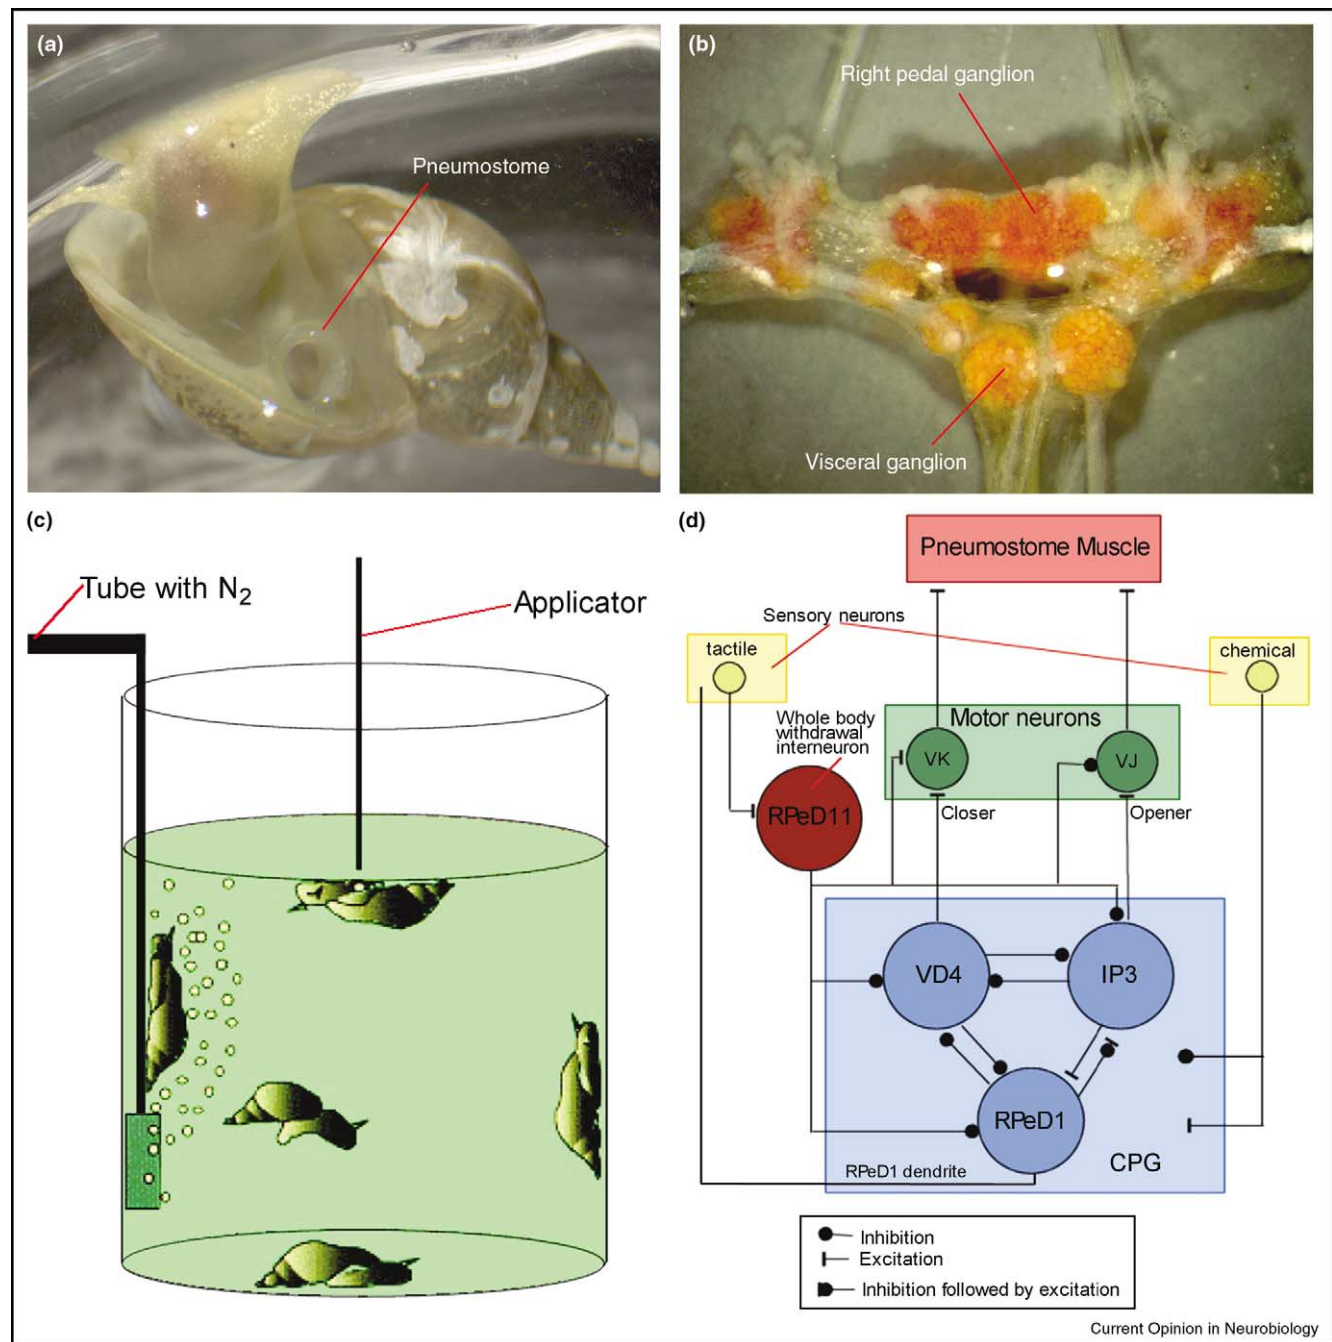 (a)
Pneumostome
(b)
Right pedal ganglion
Visceral ganglion
(c)
Tube with N2
Applicator
(d)
Pneumostome Muscle
Sensory neurons
tactile
chemical
Whole body
withdrawal
interneuron
Motor neurons
VK
VJ
RPeD11
Closer
Opener
VD4
IP3
RPeD1
CPG
RPeD1 dendrite
Inhibition
Excitation
Inhibition followed by excitation
Current Opinion in Neurobiology